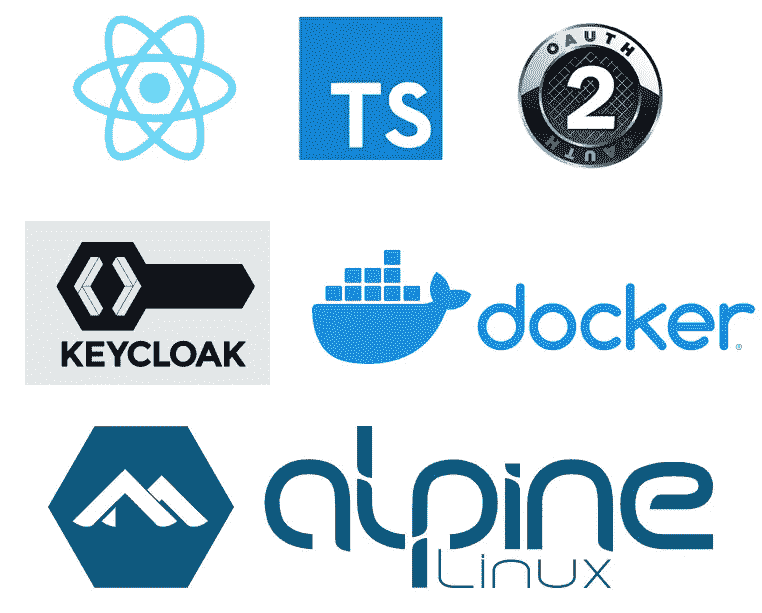 TS
OAUTH
2
OAUTH
KEYCLOAK
docker
alpine
Linux